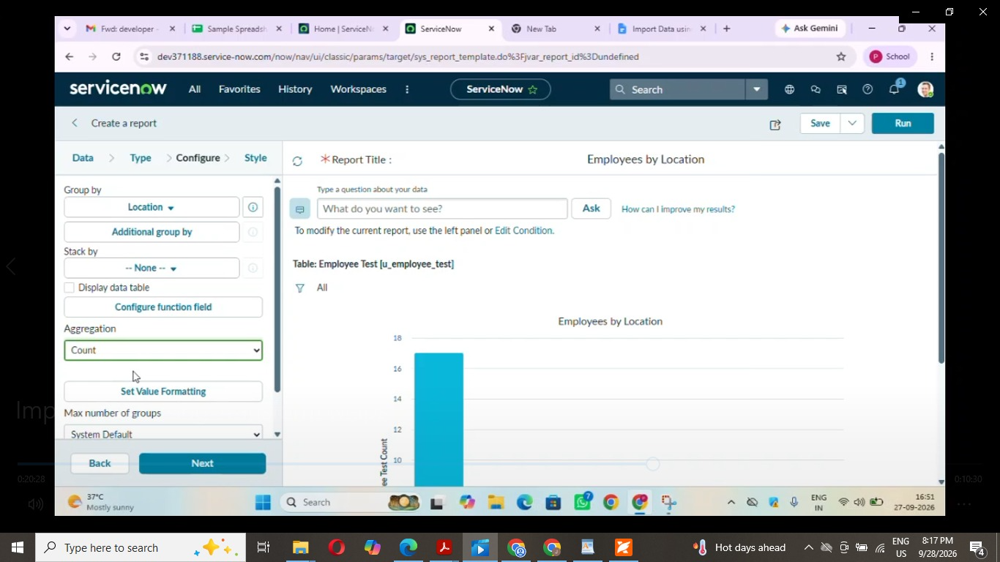 Fwd: developer -
Sample Spreadsh
Home | ServiceN
ServiceNow
New Tab
Import Data usin
Ask Gemini
dev371188.service-now.com/now/nav/ui/classic/params/target/sys_report_template.do%3Fjvar_report_id%3Dundefined
P School
servicenow All Favorites History Workspaces ServiceNow Search 1
Create a report Save Run
Data Type Configure Style
*Report Title : Employees by Location
Group by
Location
Additional group by
Stack by
-- None --
Display data table
Configure function field
Aggregation
Count
Set Value Formatting
Max number of groups
System Default
Back Next
Type a question about your data
What do you want to see? Ask How can I improve my results?
To modify the current report, use the left panel or Edit Condition.
Table: Employee Test [u_employee_test]
All
Employees by Location
18
16
14
12
10
ee Test Count
Imp
0:20:28 0:10:30
37°C
Mostly sunny
Search
7
ENG
IN
16:51
27-09-2026
Type here to search
Hot days ahead
ENG
US
8:17 PM
9/28/2026
4